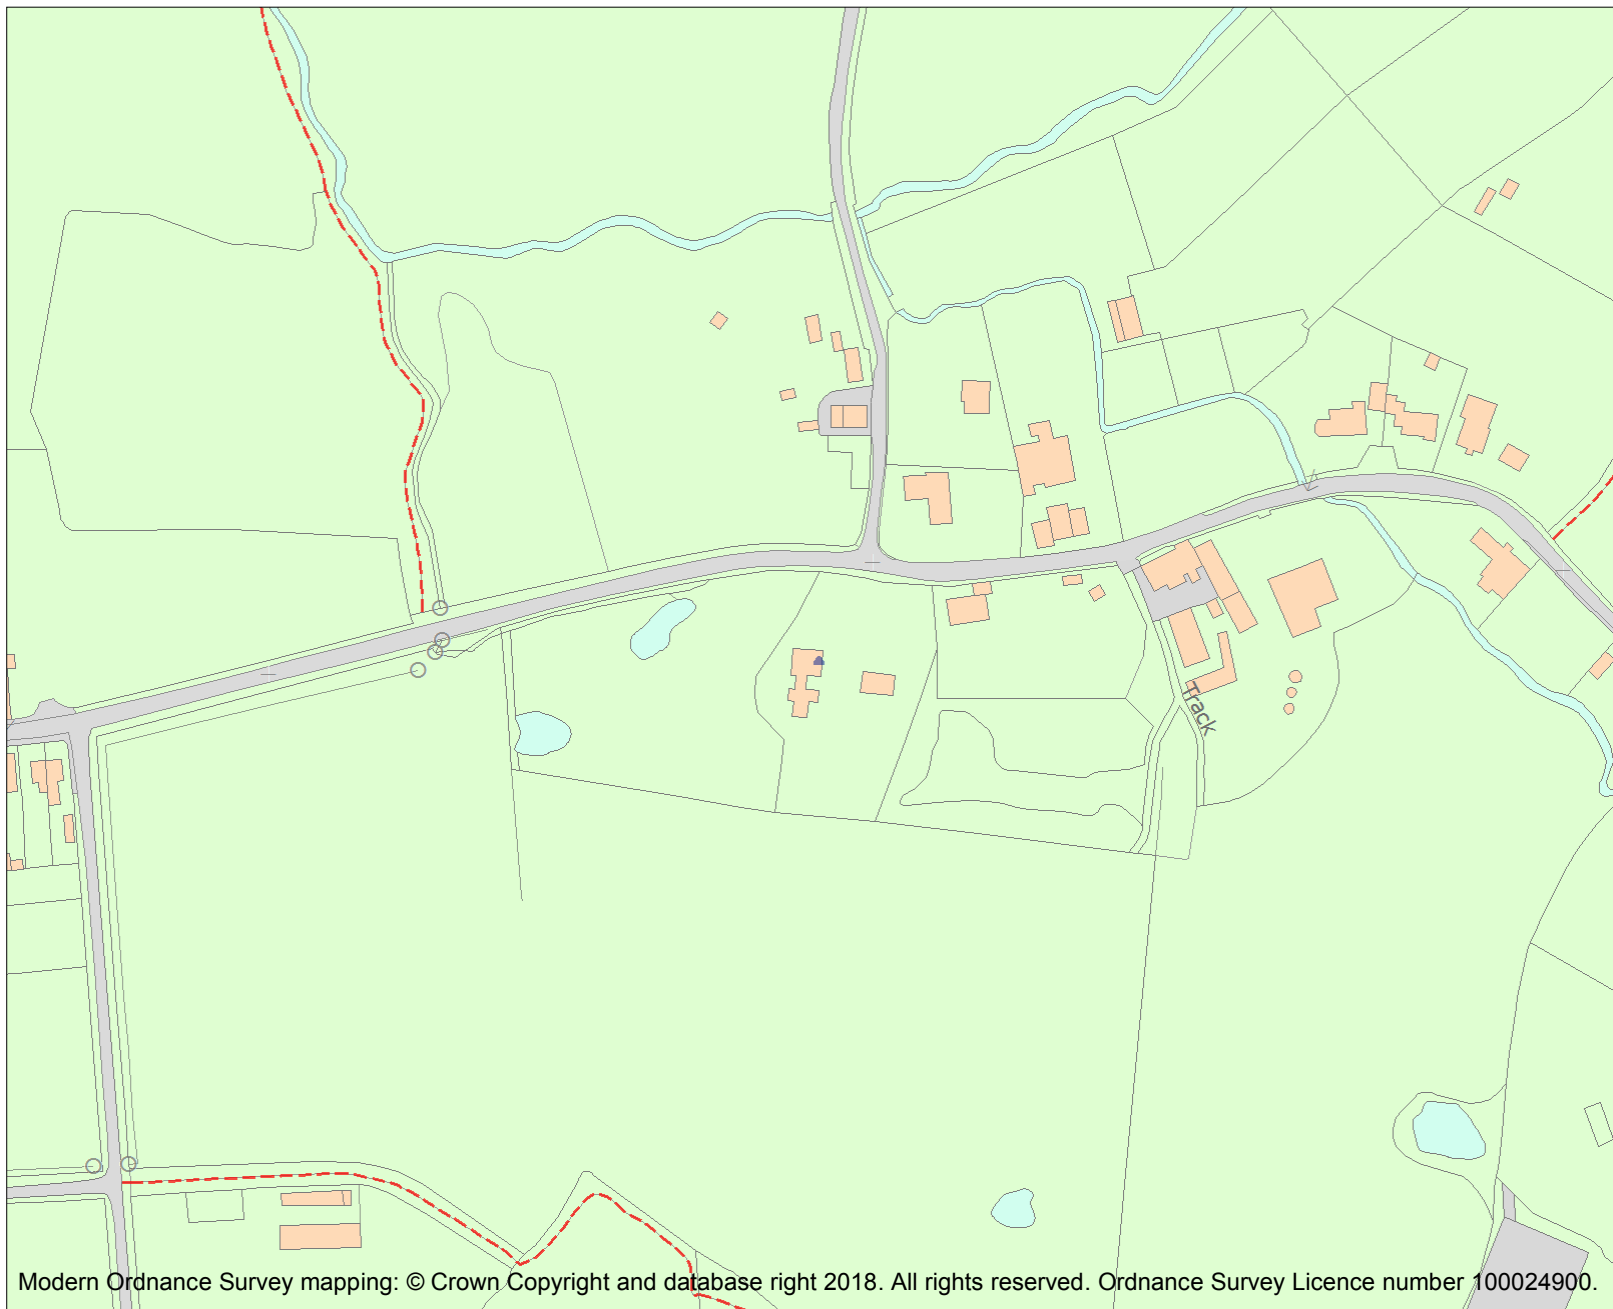 Track
Modern Ordnance Survey mapping: © Crown Copyright and database right 2018. All rights reserved. Ordnance Survey Licence number 100024900.